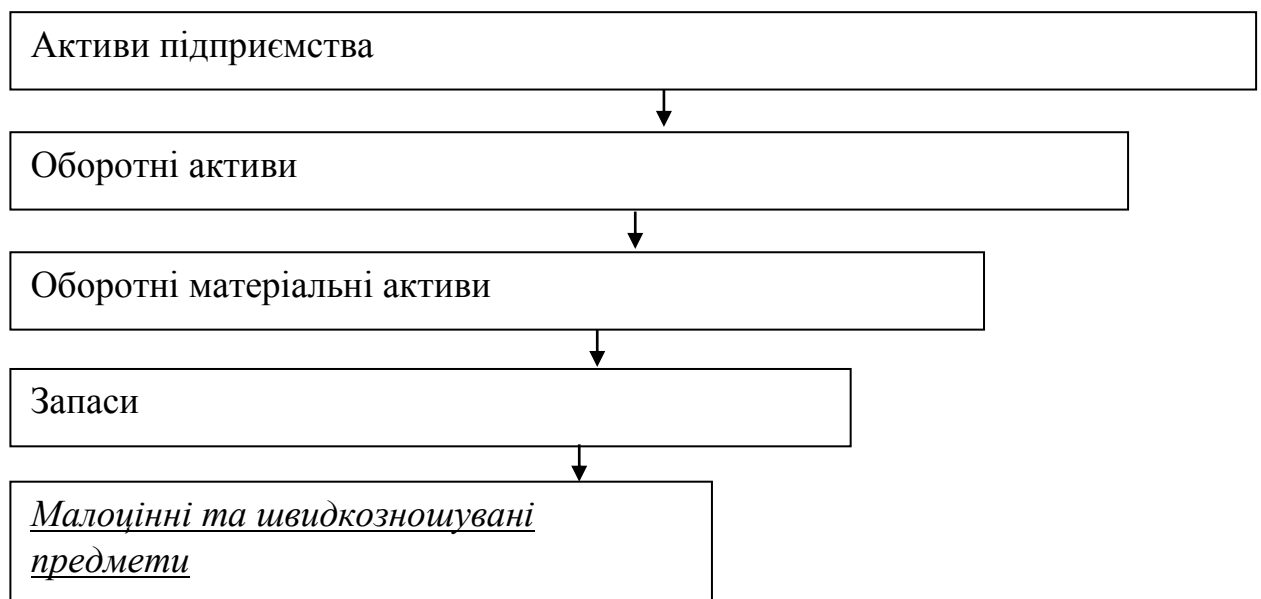 Активи підприємства
Оборотні активи
Оборотні матеріальні активи
Запаси
Малоцінні та швидкозношувані
предмети